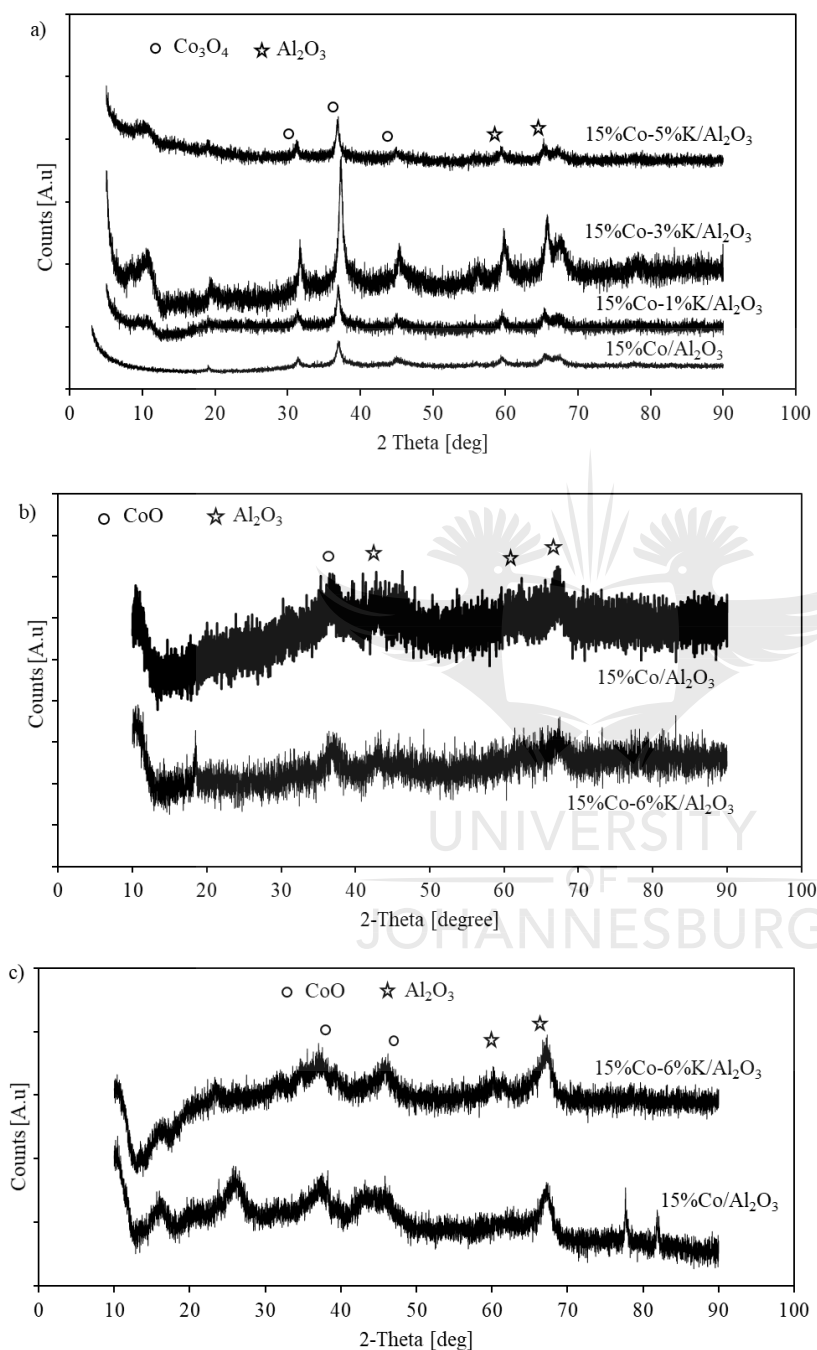 a)
○ Co₃O₄ ☆ Al₂O₃
15%Co-5%K/Al₂O₃
15%Co-3%K/Al₂O₃
15%Co-1%K/Al₂O₃
15%Co/Al₂O₃
Counts [A.u]
0 10 20 30 40 50 60 70 80 90 100
2 Theta [deg]
b)
○ CoO ☆ Al₂O₃
15%Co/Al₂O₃
15%Co-6%K/Al₂O₃
Counts [A.u]
0 10 20 30 40 50 60 70 80 90 100
2-Theta [degree]
UNIVERSITY
OF
JOHANNESBURG
c)
○ CoO ☆ Al₂O₃
15%Co-6%K/Al₂O₃
15%Co/Al₂O₃
Counts [A.u]
0 10 20 30 40 50 60 70 80 90 100
2-Theta [deg]